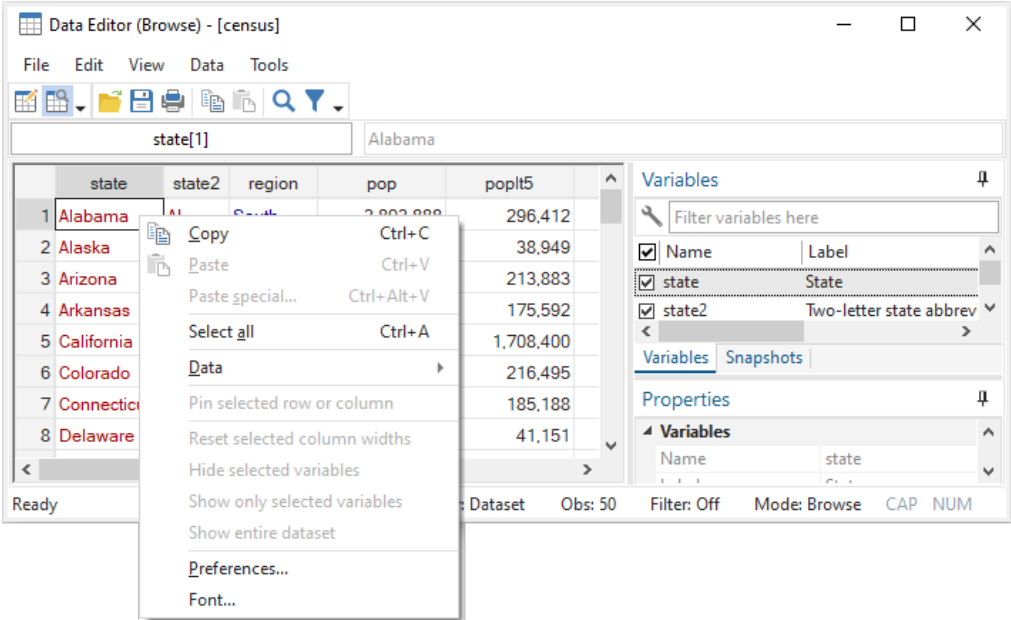 Data Editor (Browse) - [census]
File Edit View Data Tools
state[1] Alabama
state state2 region pop poplt5
1 Alabama 296,412
2 Alaska 38,949
3 Arizona 213,883
4 Arkansas 175,592
5 California 1,708,400
6 Colorado 216,495
7 185,188
8 Delaware 41,151
Copy Ctrl+C
Paste Ctrl+V
Paste special... Ctrl+Alt+V
Select all Ctrl+A
Data
Pin selected row or column
Reset selected column widths
Hide selected variables
Show only selected variables
Show entire dataset
Preferences...
Font...
Variables
Filter variables here
Name Label
state State
state2 Two-letter state abbrev
Variables Snapshots
Properties
Variables
Name state
Ready : Dataset Obs: 50 Filter: Off Mode: Browse CAP NUM